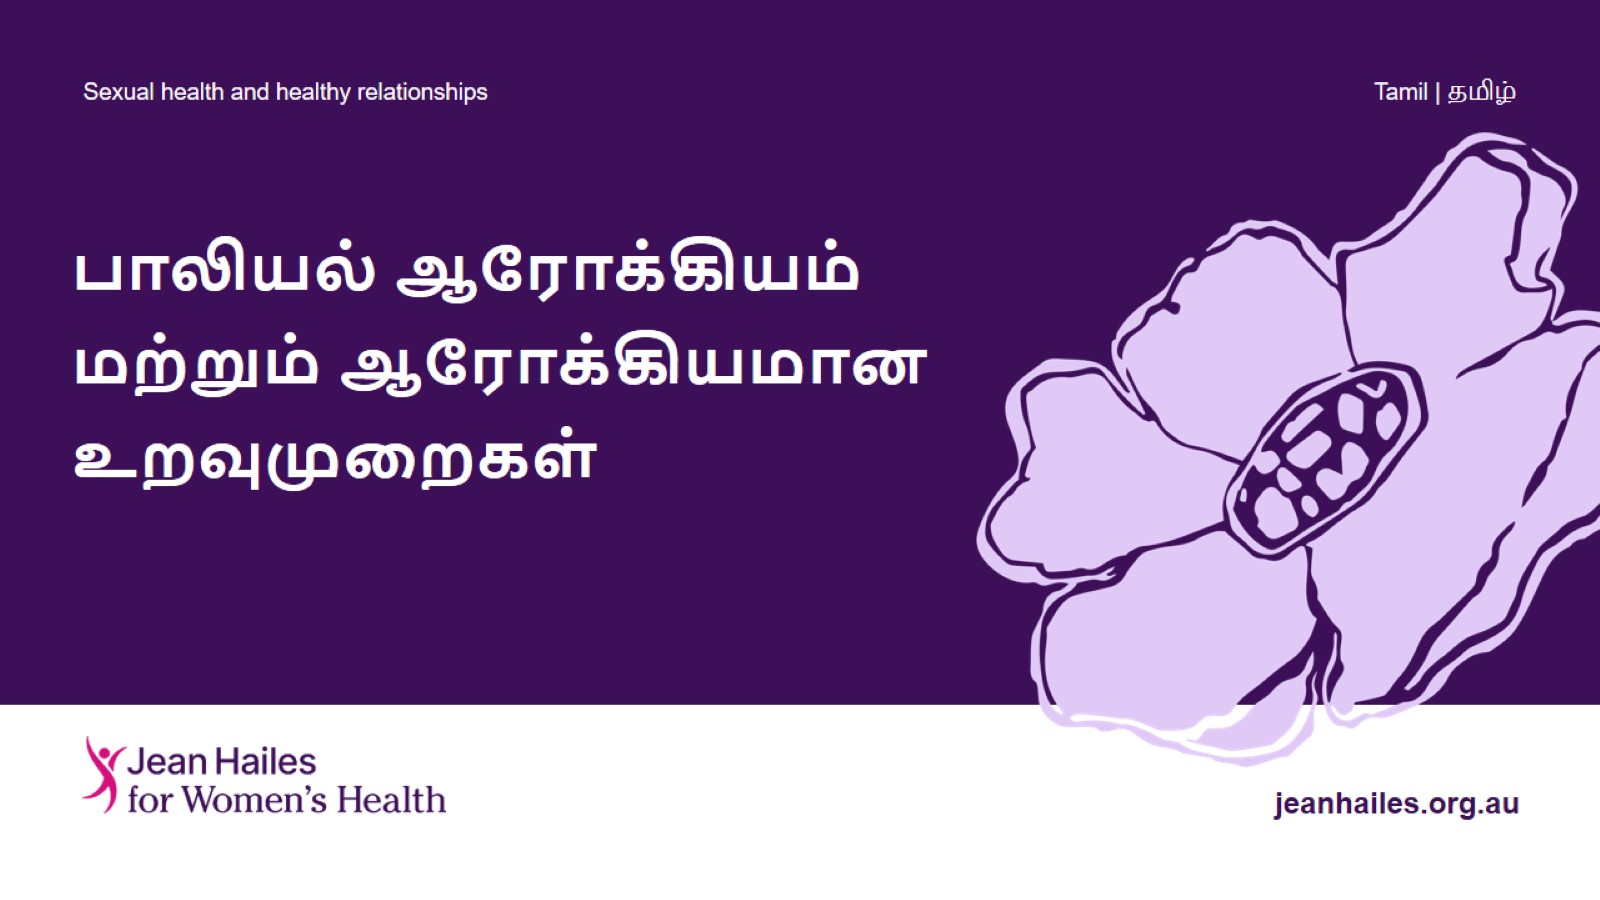 Sexual health and healthy relationships
Tamil | தமிழ்
பாலியல் ஆரோக்கியம்
மற்றும் ஆரோக்கியமான
உறவுமுறைகள்
Jean Hailes
for Women's Health
jeanhailes.org.au